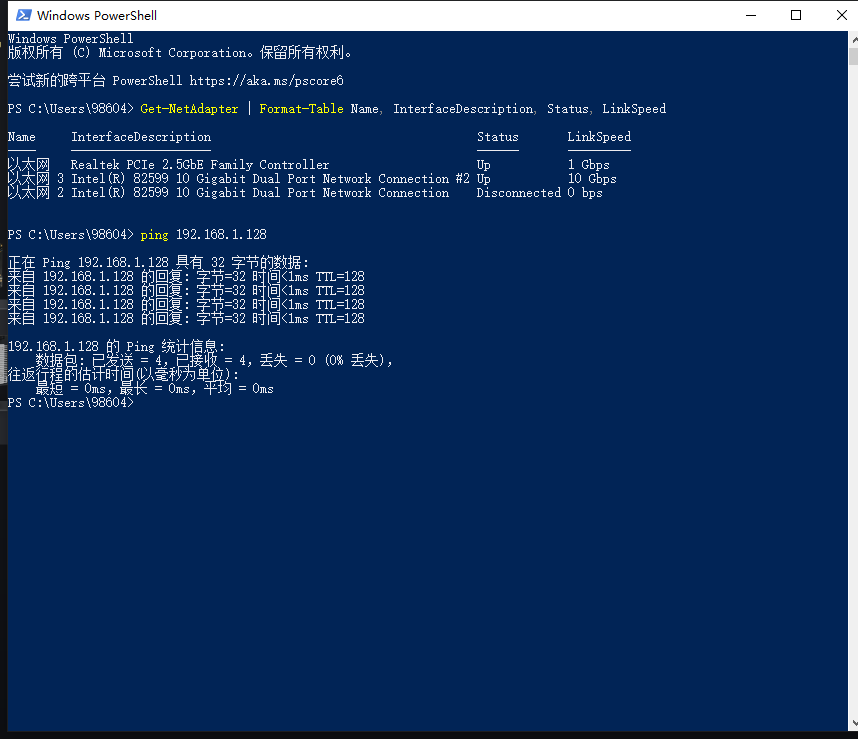 Windows PowerShell
Windows PowerShell
版权所有 (C) Microsoft Corporation。保留所有权利。
尝试新的跨平台 PowerShell https://aka.ms/pscore6
PS C:\Users\98604> Get-NetAdapter | Format-Table Name, InterfaceDescription, Status, LinkSpeed
Name InterfaceDescription Status LinkSpeed
---- -------------------- ------ ---------
以太网 Realtek PCIe 2.5GbE Family Controller Up 1 Gbps
以太网 3 Intel(R) 82599 10 Gigabit Dual Port Network Connection #2 Up 10 Gbps
以太网 2 Intel(R) 82599 10 Gigabit Dual Port Network Connection Disconnected 0 bps
PS C:\Users\98604> ping 192.168.1.128
正在 Ping 192.168.1.128 具有 32 字节的数据:
来自 192.168.1.128 的回复: 字节=32 时间<1ms TTL=128
来自 192.168.1.128 的回复: 字节=32 时间<1ms TTL=128
来自 192.168.1.128 的回复: 字节=32 时间<1ms TTL=128
来自 192.168.1.128 的回复: 字节=32 时间<1ms TTL=128
192.168.1.128 的 Ping 统计信息:
数据包: 已发送 = 4，已接收 = 4，丢失 = 0 (0% 丢失)，
往返行程的估计时间(以毫秒为单位):
最短 = 0ms，最长 = 0ms，平均 = 0ms
PS C:\Users\98604>